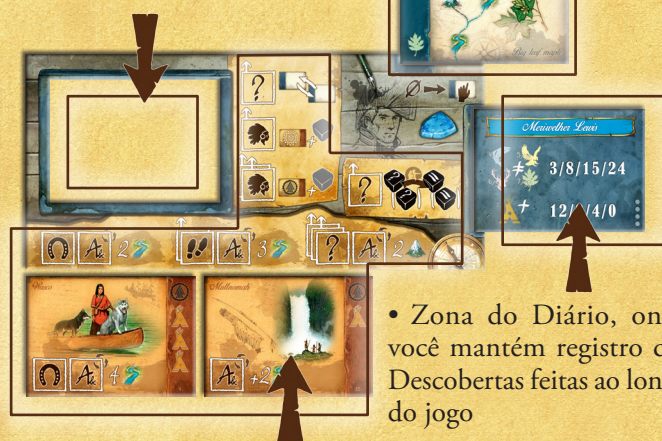 Big leaf maple
?
Ø
Meriwether Lewis
3/8/15/24
?
12/ /4/0
2
3
?
2
Wasco
Multnomah
4
+2
• Zona do Diário, on
você mantém registro d
Descobertas feitas ao lon
do jogo